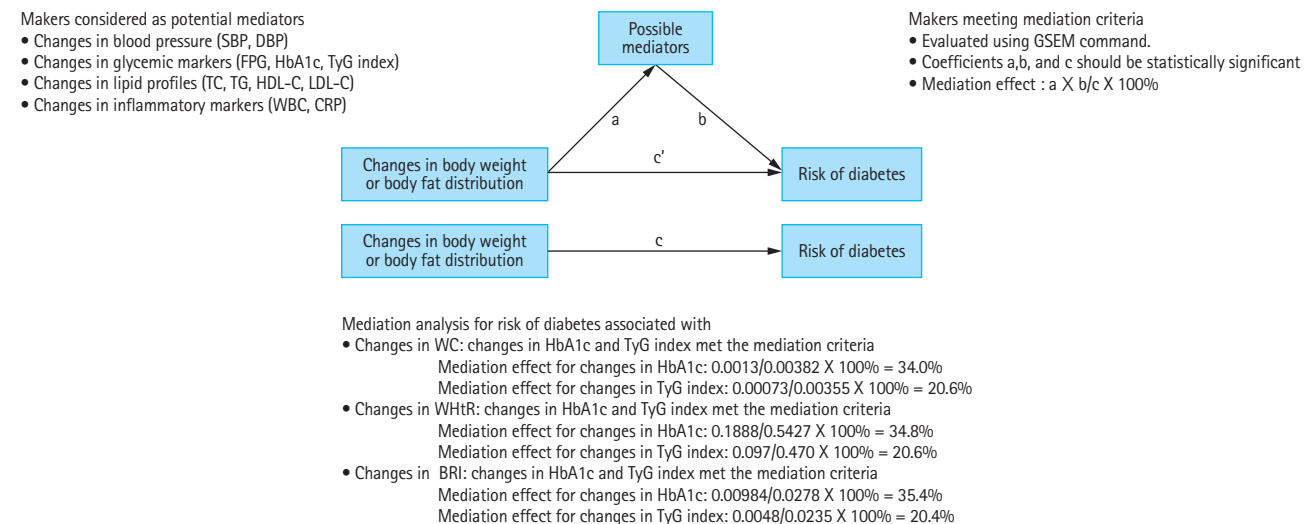 Makers considered as potential mediators
• Changes in blood pressure (SBP, DBP)
• Changes in glycemic markers (FPG, HbA1c, TyG index)
• Changes in lipid profiles (TC, TG, HDL-C, LDL-C)
• Changes in inflammatory markers (WBC, CRP)
Possible
mediators
Makers meeting mediation criteria
• Evaluated using GSEM command.
• Coefficients a,b, and c should be statistically significant
• Mediation effect : a X b/c X 100%
a
b
c'
Changes in body weight
or body fat distribution
Risk of diabetes
Changes in body weight
or body fat distribution
c
Risk of diabetes
Mediation analysis for risk of diabetes associated with
• Changes in WC: changes in HbA1c and TyG index met the mediation criteria
Mediation effect for changes in HbA1c: 0.0013/0.00382 X 100% = 34.0%
Mediation effect for changes in TyG index: 0.00073/0.00355 X 100% = 20.6%
• Changes in WHtR: changes in HbA1c and TyG index met the mediation criteria
Mediation effect for changes in HbA1c: 0.1888/0.5427 X 100% = 34.8%
Mediation effect for changes in TyG index: 0.097/0.470 X 100% = 20.6%
• Changes in BRI: changes in HbA1c and TyG index met the mediation criteria
Mediation effect for changes in HbA1c: 0.00984/0.0278 X 100% = 35.4%
Mediation effect for changes in TyG index: 0.0048/0.0235 X 100% = 20.4%